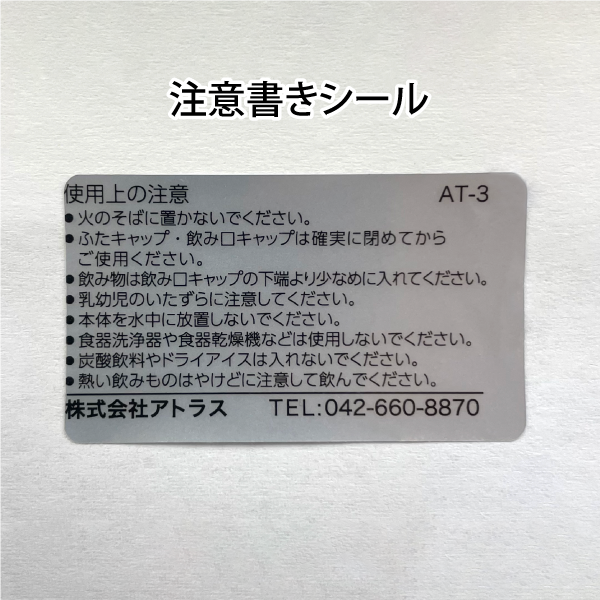 注意書きシール
使用上の注意 AT-3
●火のそばに置かないでください。
●ふたキャップ・飲み口キャップは確実に閉めてから
ご使用ください。
●飲み物は飲み口キャップの下端より少なめに入れてください。
●乳幼児のいたずらに注意してください。
●本体を水中に放置しないでください。
●食器洗浄器や食器乾燥機などは使用しないでください。
●炭酸飲料やドライアイスは入れないでください。
●熱い飲みものはやけどに注意して飲んでください。
株式会社アトラス TEL:042-660-8870